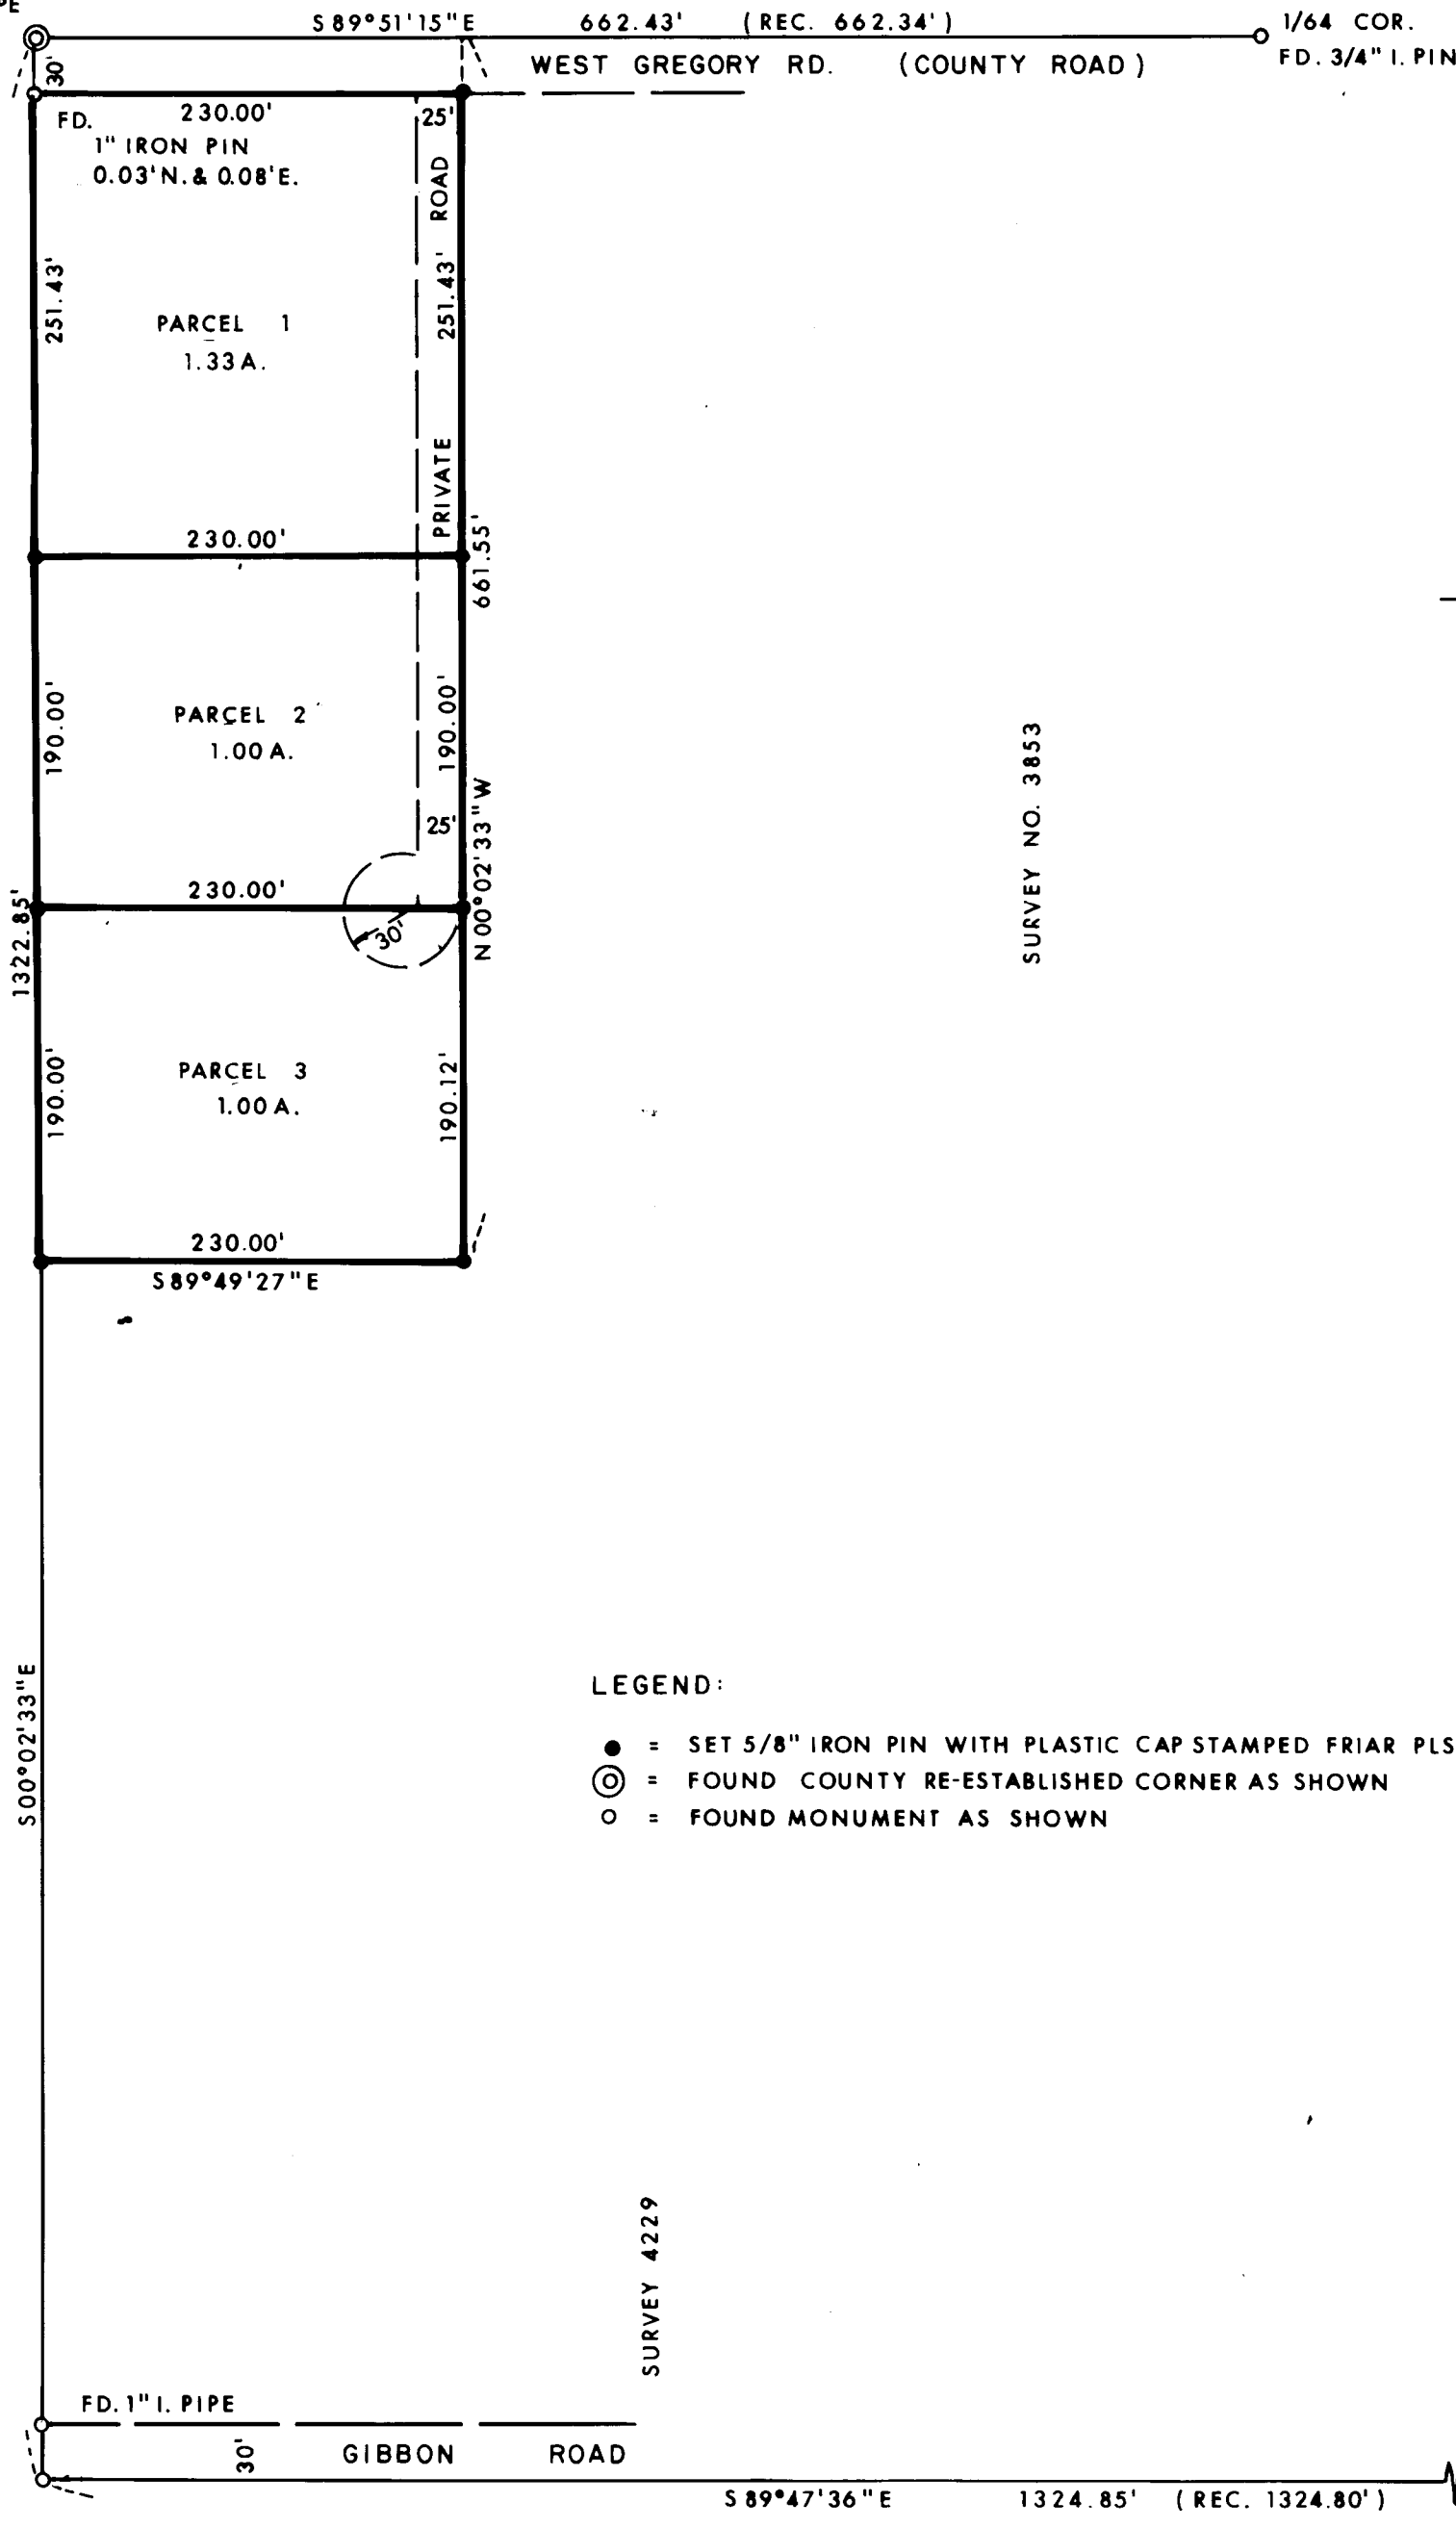 S 89°51'15"E 662.43' (REC. 662.34')
1/64 COR.
FD. 3/4" I. PIN
WEST GREGORY RD. (COUNTY ROAD)
30'
230.00'
25'
FD.
1" IRON PIN
0.03'N. & 0.08'E.
PRIVATE ROAD
251.43'
251.43'
PARCEL 1
1.33 A.
230.00'
661.55'
190.00'
190.00'
PARCEL 2
1.00 A.
25'
N 00°02'33"W
SURVEY NO. 3853
230.00'
30'
1322.85'
190.00'
190.12'
PARCEL 3
1.00 A.
230.00'
S 89°49'27"E
S 00°02'33"E
LEGEND:
● = SET 5/8" IRON PIN WITH PLASTIC CAP STAMPED FRIAR PLS
◎ = FOUND COUNTY RE-ESTABLISHED CORNER AS SHOWN
○ = FOUND MONUMENT AS SHOWN
SURVEY 4229
FD. 1" I. PIPE
30'
GIBBON ROAD
S 89°47'36"E 1324.85' (REC. 1324.80')